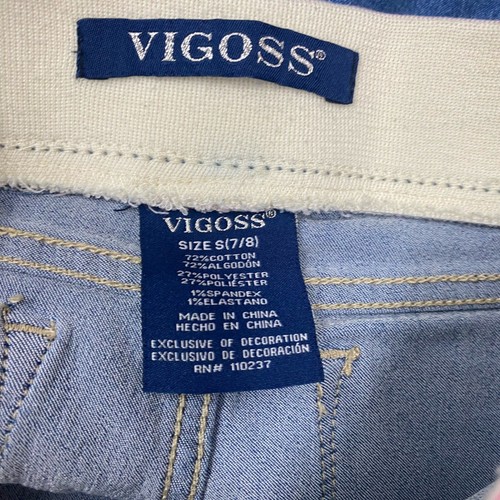 VIGOSS®
VIGOSS®
SIZE S(7/8)
72%COTTON
72%ALGODÓN
27%POLYESTER
27%POLIÉSTER
1%SPANDEX
1%ELASTANO
MADE IN CHINA
HECHO EN CHINA
EXCLUSIVE OF DECORATION
EXCLUSIVO DE DECORACIÓN
RN# 110237